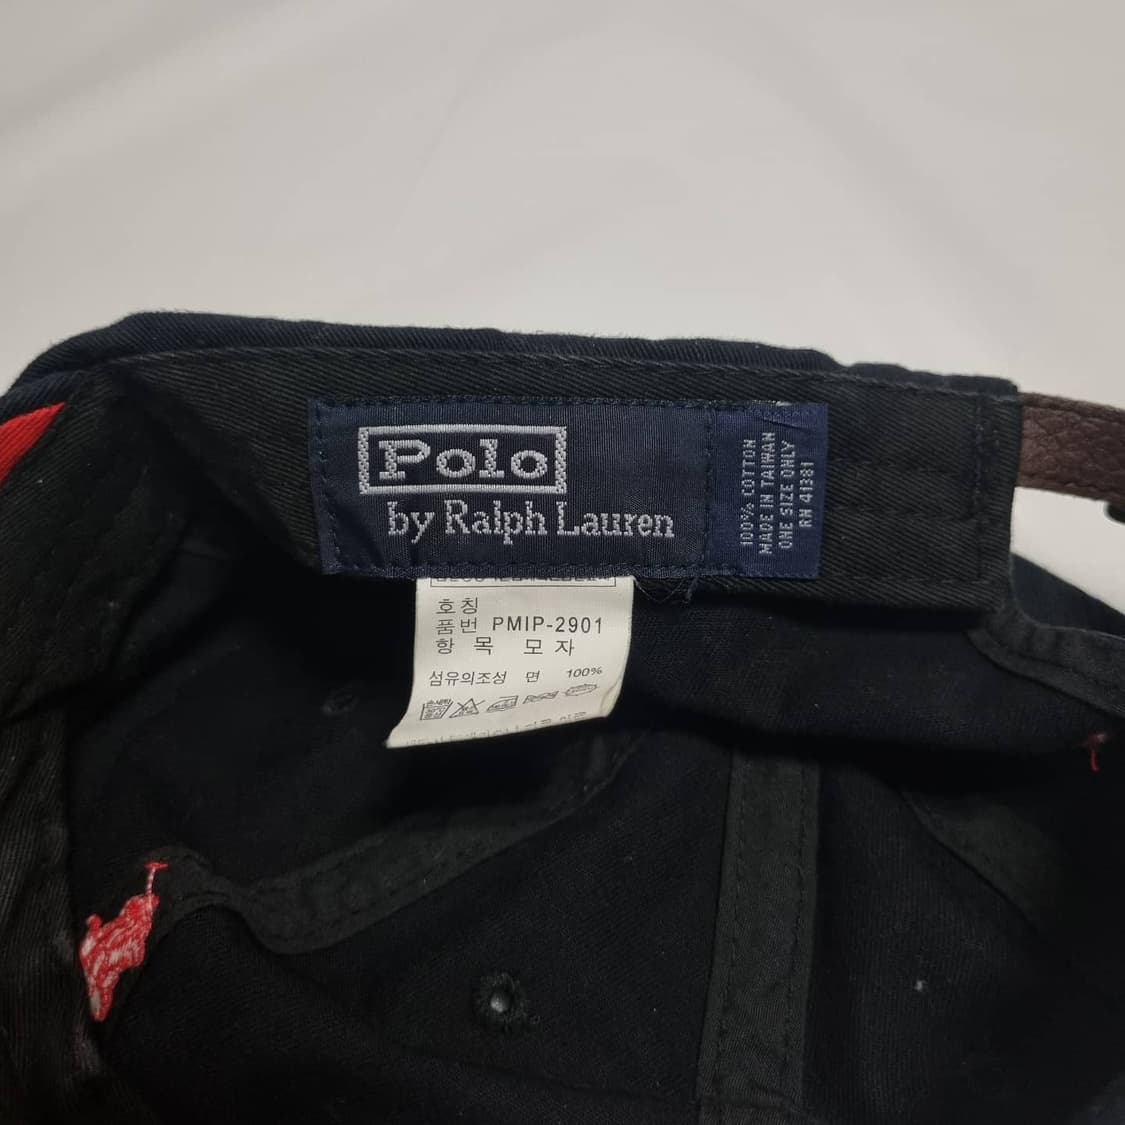 Polo
by Ralph Lauren
100% COTTON
MADE IN TAIWAN
ONE SIZE ONLY
RN 41381
호칭
품번 PMIP-2901
항 목 모 자
섬유의조성 면 100%